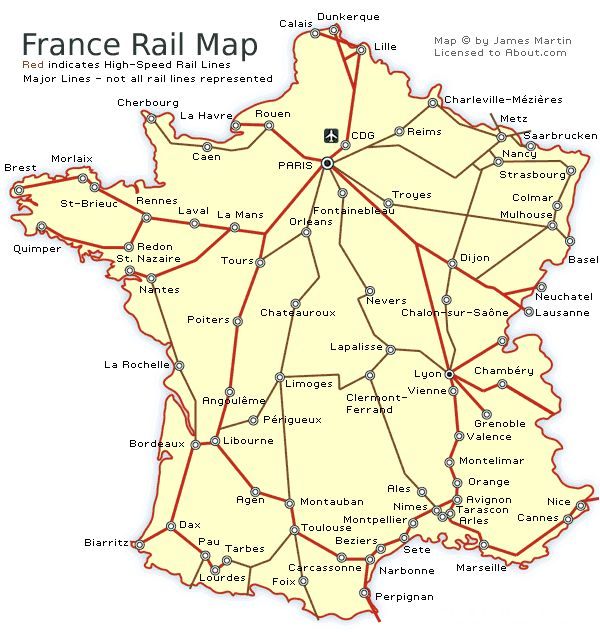 France Rail Map
Red indicates High-Speed Rail Lines
Major Lines - not all rail lines represented
Map © by James Martin
Licensed to About.com
Dunkerque
Calais
Lille
Cherbourg
La Havre
Rouen
Caen
CDG
PARIS
Reims
Charleville-Mézières
Metz
Saarbrucken
Nancy
Strasbourg
Colmar
Mulhouse
Basel
Brest
Morlaix
St-Brieuc
Rennes
Laval
La Mans
Quimper
Redon
St. Nazaire
Nantes
Tours
Orleans
Fontainebleau
Troyes
Dijon
Neuchatel
Lausanne
Chalon-sur-Saône
Nevers
Chateauroux
Poiters
Lapalisse
Lyon
Chambéry
Vienne
Grenoble
Valence
La Rochelle
Angoulême
Limoges
Clermont-
Ferrand
Périgueux
Bordeaux
Libourne
Montelimar
Orange
Avignon
Tarascon
Arles
Ales
Nimes
Montpellier
Agen
Montauban
Toulouse
Beziers
Sete
Marseille
Nice
Cannes
Dax
Biarritz
Pau
Tarbes
Lourdes
Foix
Carcassonne
Narbonne
Perpignan